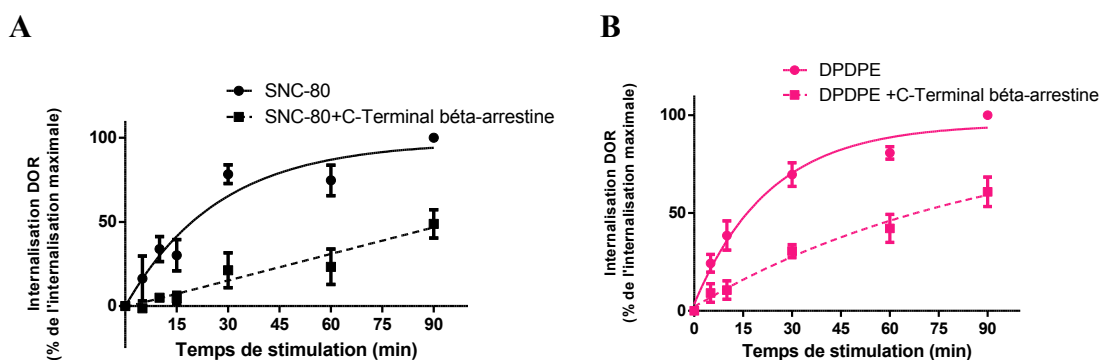 A
SNC-80
SNC-80+C-Terminal béta-arrestine
Internalisation DOR
(% de l'internalisation maximale)
100
50
0
15
30
45
60
75
90
Temps de stimulation (min)
B
DPDPE
DPDPE +C-Terminal béta-arrestine
Internalisation DOR
(% de l'internalisation maximale)
100
50
0
0
15
30
45
60
75
90
Temps de stimulation (min)